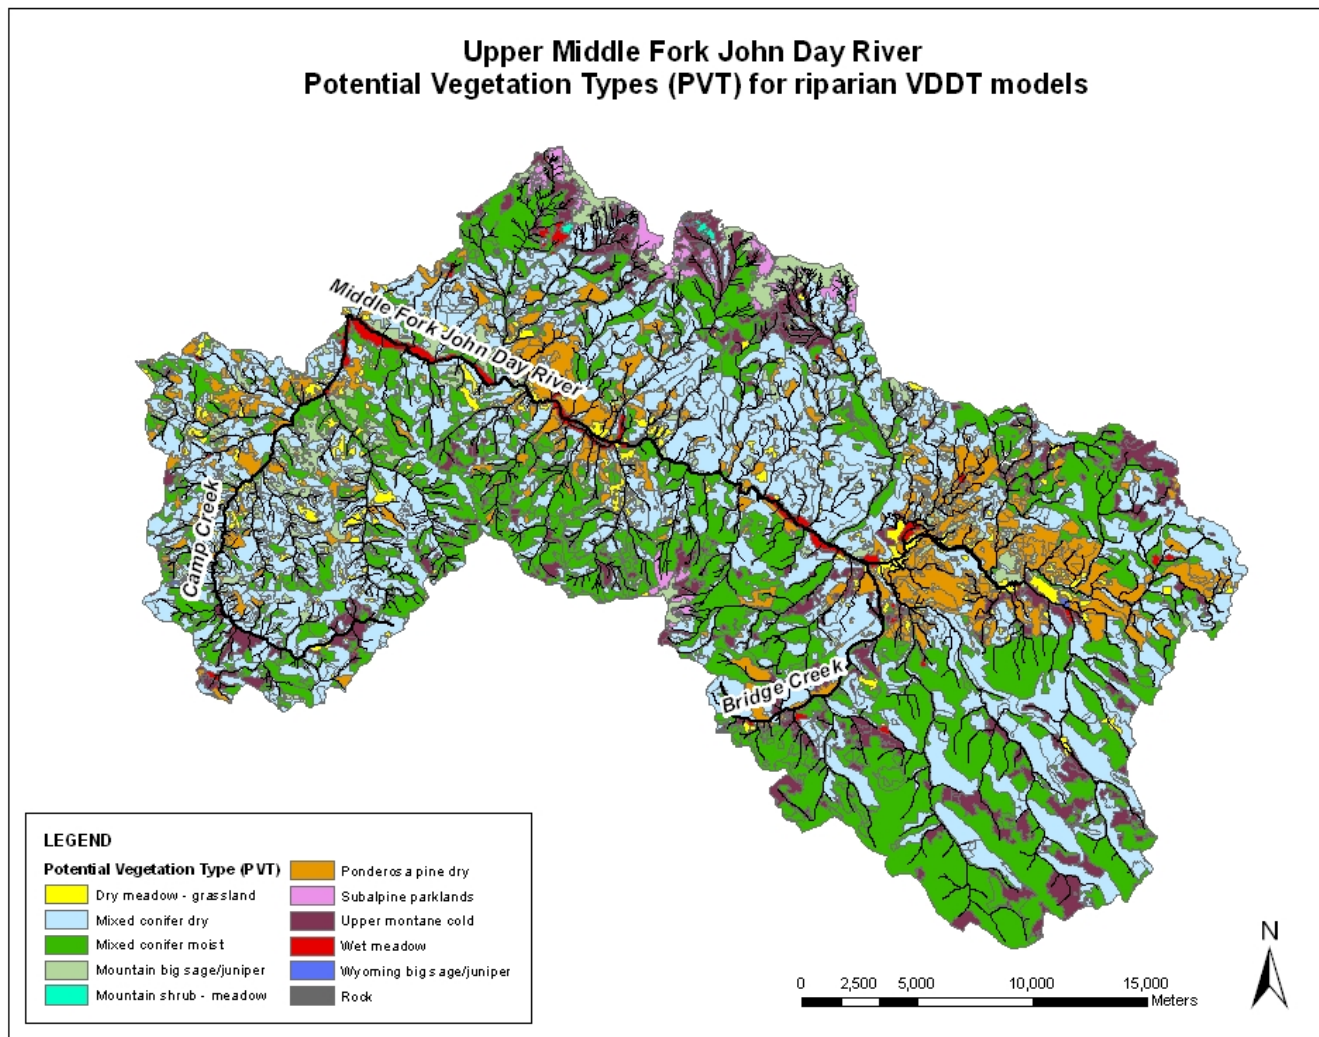 Upper Middle Fork John Day River
Potential Vegetation Types (PVT) for riparian VDDT models
Middle Fork John Day River
Camp Creek
Bridge Creek
LEGEND
Potential Vegetation Type (PVT)
Dry meadow - grassland
Mixed conifer dry
Mixed conifer moist
Mountain big sage/juniper
Mountain shrub - meadow
Ponderosa pine dry
Subalpine parklands
Upper montane cold
Wet meadow
Wyoming big sage/juniper
Rock
0 2,500 5,000 10,000 15,000
Meters
N